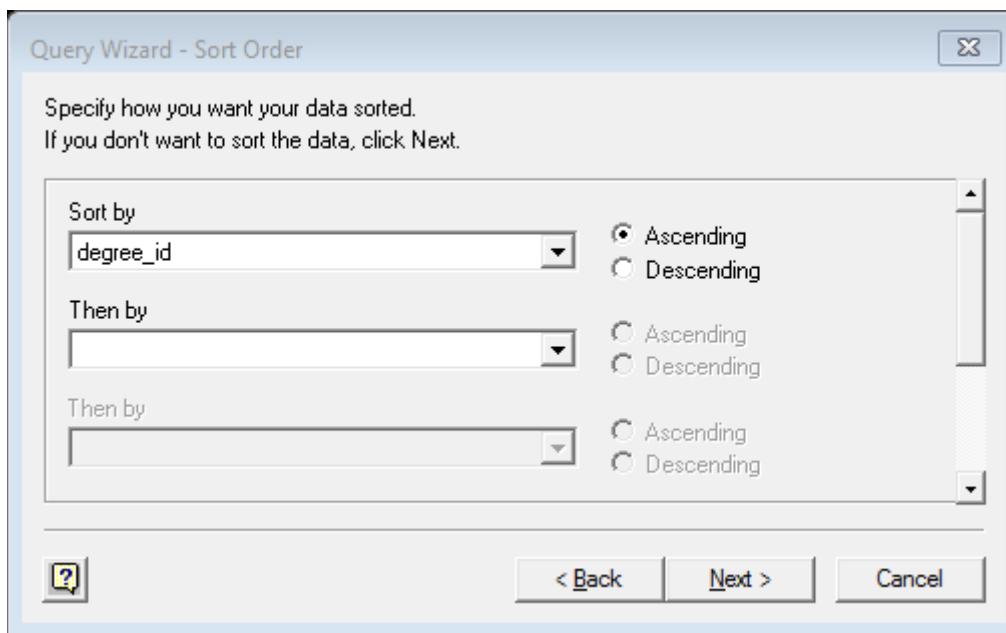 Query Wizard - Sort Order
Specify how you want your data sorted.
If you don't want to sort the data, click Next.
Sort by
degree_id
Ascending
Descending
Then by
Ascending
Descending
Then by
Ascending
Descending
?
< Back
Next >
Cancel